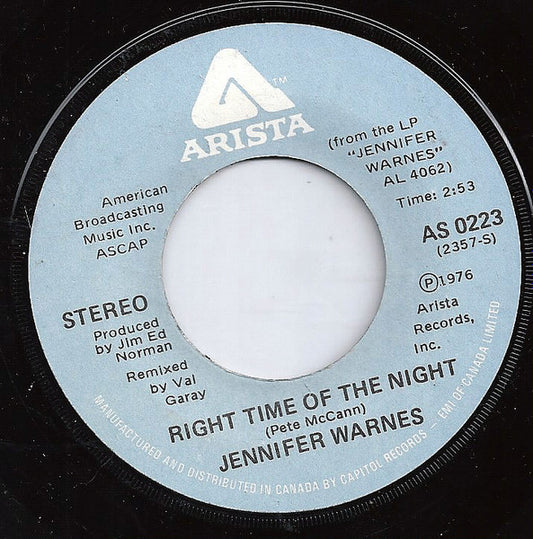 TM
ARISTA
(from the LP
"JENNIFER
WARNES"
AL 4062)
Time: 2:53
American
Broadcasting
Music Inc.
ASCAP
AS 0223
(2357-S)
STEREO
Produced
by Jim Ed
Norman
Remixed
by Val
Garay
Ⓟ1976
Arista
Records,
Inc.
RIGHT TIME OF THE NIGHT
(Pete McCann)
JENNIFER WARNES
MANUFACTURED AND DISTRIBUTED IN CANADA BY CAPITOL RECORDS – EMI OF CANADA LIMITED